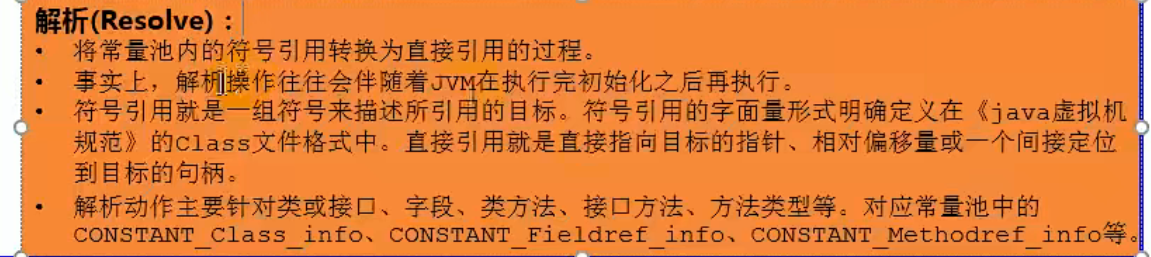 解析(Resolve)：
• 将常量池内的符号引用转换为直接引用的过程。
• 事实上，解析操作往往会伴随着JVM在执行完初始化之后再执行。
• 符号引用就是一组符号来描述所引用的目标。符号引用的字面量形式明确定义在《java虚拟机
规范》的Class文件格式中。直接引用就是直接指向目标的指针、相对偏移量或一个间接定位
到目标的句柄。
• 解析动作主要针对类或接口、字段、类方法、接口方法、方法类型等。对应常量池中的
CONSTANT_Class_info、CONSTANT_Fieldref_info、CONSTANT_Methodref_info等。